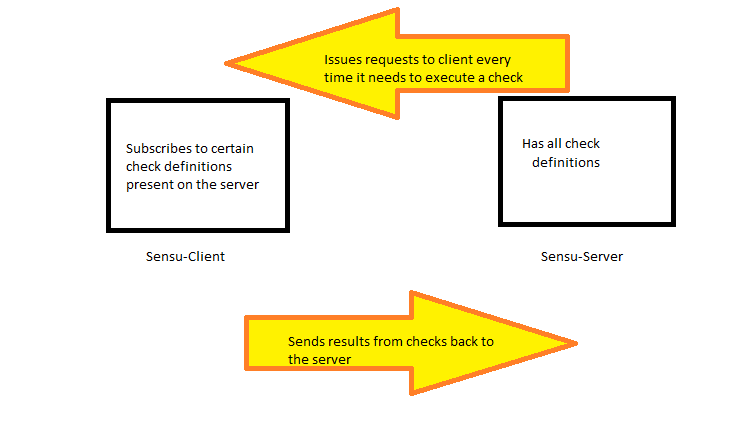 Issues requests to client every
time it needs to execute a check
Subscribes to certain
check definitions
present on the server
Has all check
definitions
Sensu-Client
Sensu-Server
Sends results from checks back to
the server